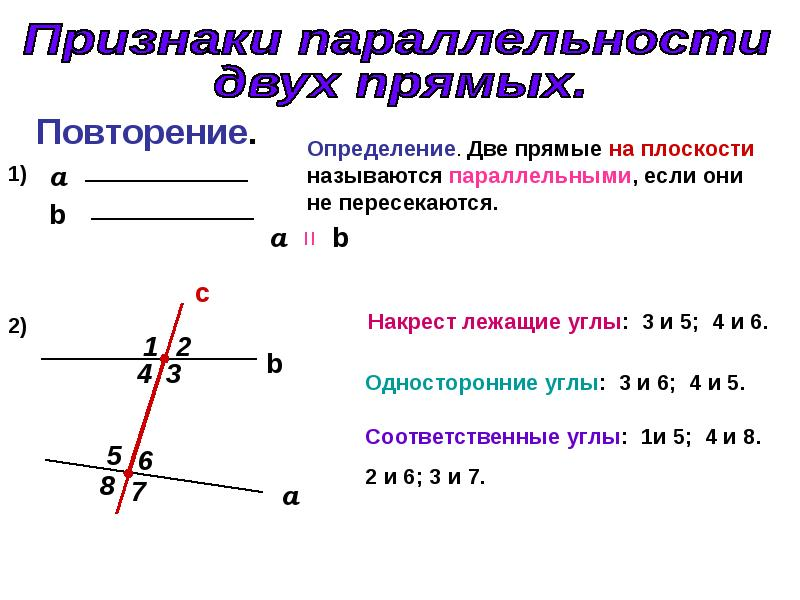 Признаки параллельности
двух прямых.
Повторение.
Определение. Две прямые на плоскости
называются параллельными, если они
не пересекаются.
1)
a
b
a II b
2)
c
1 2
b
4 3
5 6
8 7
a
Накрест лежащие углы: 3 и 5; 4 и 6.
Односторонние углы: 3 и 6; 4 и 5.
Соответственные углы: 1и 5; 4 и 8.
2 и 6; 3 и 7.